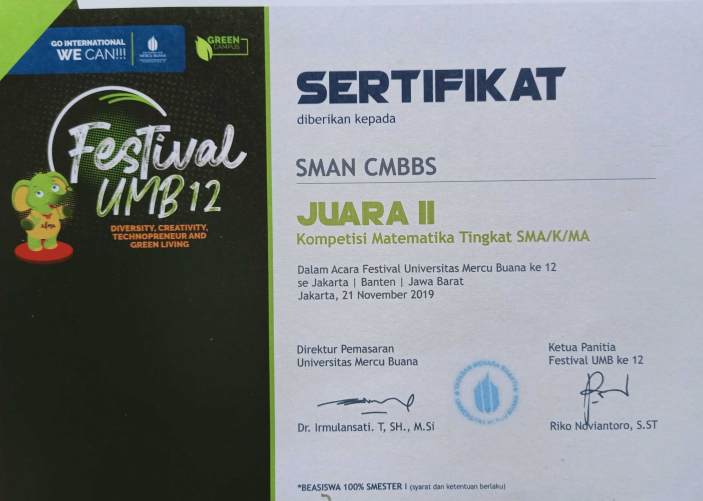 GO INTERNATIONAL
WE CAN!!!
UNIVERSITAS
MERCU BUANA
GREEN
CAMPUS
Festival
UMB 12
DIVERSITY, CREATIVITY,
TECHNOPRENEUR AND
GREEN LIVING
SERTIFIKAT
diberikan kepada
SMAN CMBBS
JUARA II
Kompetisi Matematika Tingkat SMA/K/MA
Dalam Acara Festival Universitas Mercu Buana ke 12
se Jakarta | Banten | Jawa Barat
Jakarta, 21 November 2019
Direktur Pemasaran
Universitas Mercu Buana
Dr. Irmulansati. T, SH., M.Si
Ketua Panitia
Festival UMB ke 12
Riko Noviantoro, S.ST
*BEASISWA 100% SMESTER I (syarat dan ketentuan berlaku)